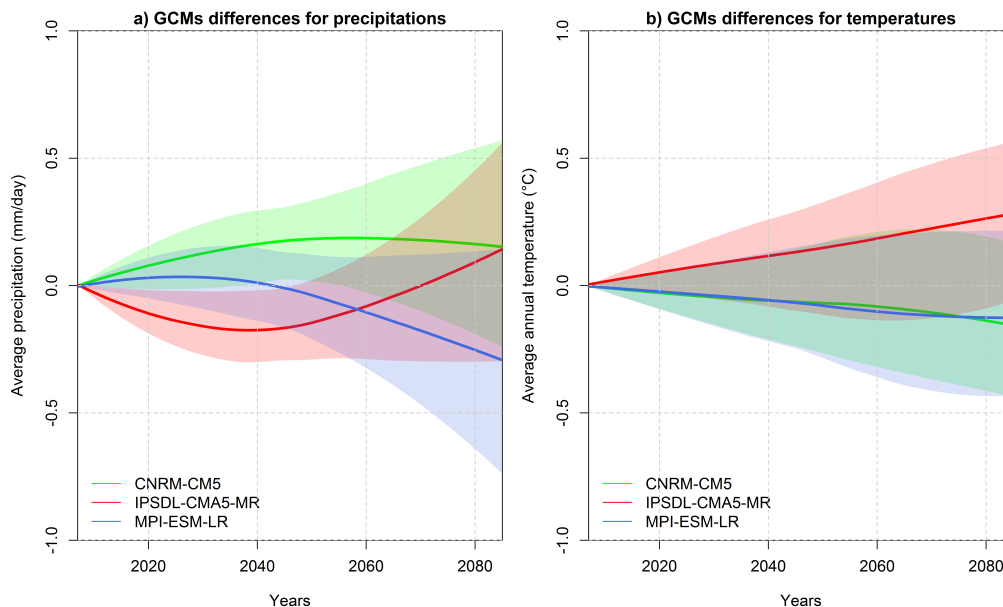 a) GCMs differences for precipitations
Average precipitation (mm/day)
1.0
0.5
0.0
-0.5
-1.0
CNRM-CM5
IPSDL-CMA5-MR
MPI-ESM-LR
2020 2040 2060 2080
Years
b) GCMs differences for temperatures
Average annual temperature (°C)
1.0
0.5
0.0
-0.5
-1.0
CNRM-CM5
IPSDL-CMA5-MR
MPI-ESM-LR
2020 2040 2060 2080
Years